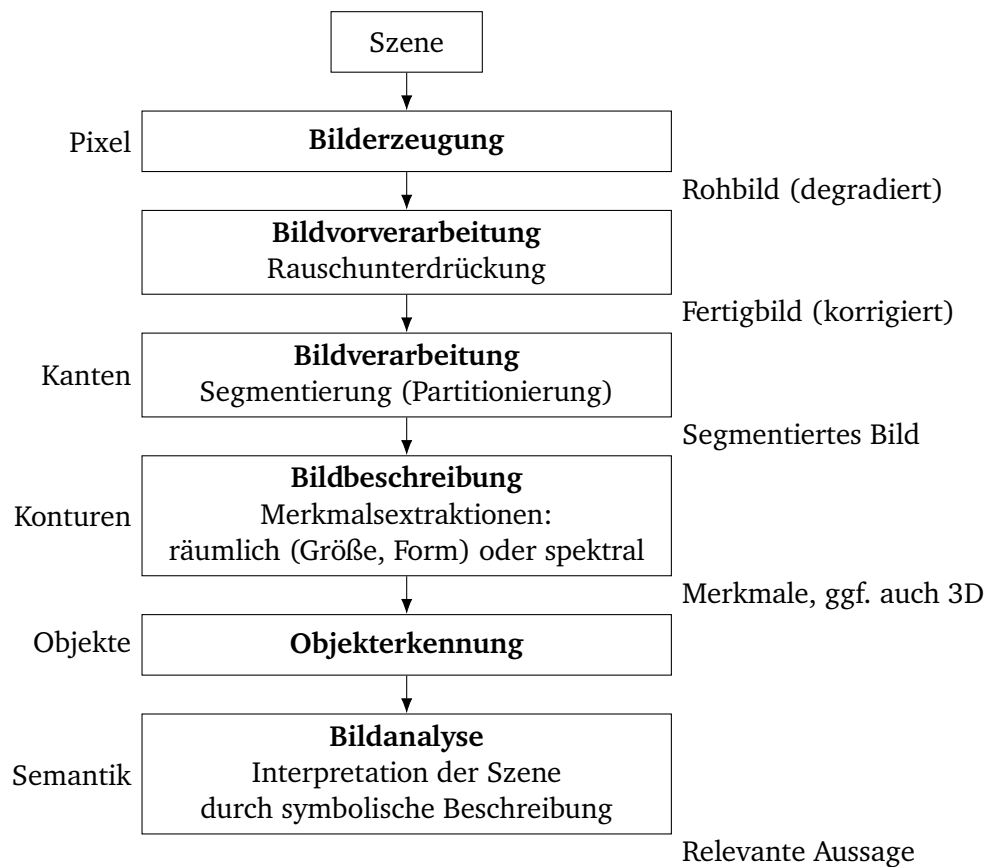 Szene
Pixel
Bilderzeugung
Rohbild (degradiert)
Bildvorverarbeitung
Rauschunterdrückung
Fertigbild (korrigiert)
Kanten
Bildverarbeitung
Segmentierung (Partitionierung)
Segmentiertes Bild
Konturen
Bildbeschreibung
Merkmalsextraktionen:
räumlich (Größe, Form) oder spektral
Merkmale, ggf. auch 3D
Objekte
Objekterkennung
Semantik
Bildanalyse
Interpretation der Szene
durch symbolische Beschreibung
Relevante Aussage